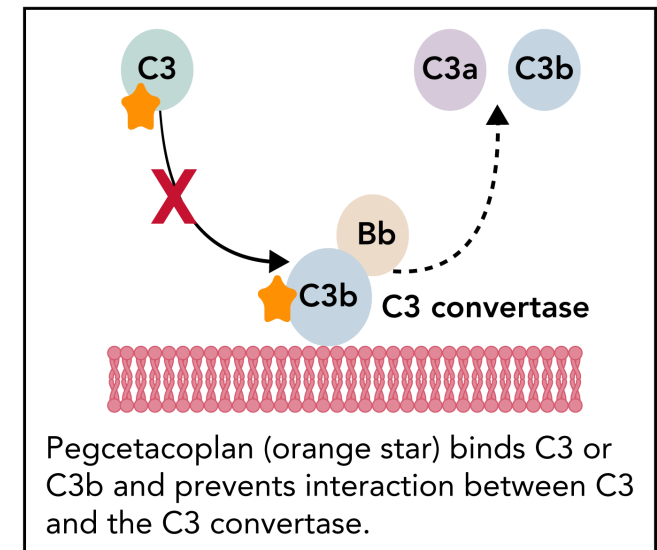 C3
C3a
C3b
X
Bb
C3b
C3 convertase
Pegcetacoplan (orange star) binds C3 or
C3b and prevents interaction between C3
and the C3 convertase.